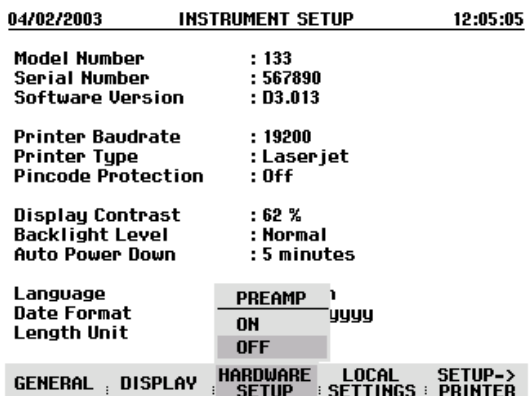 04/02/2003 INSTRUMENT SETUP 12:05:05
Model Number : 133
Serial Number : 567890
Software Version : D3.013
Printer Baudrate : 19200
Printer Type : Laserjet
Pincode Protection : Off
Display Contrast : 62 %
Backlight Level : Normal
Auto Power Down : 5 minutes
Language
Date Format yyyy
Length Unit
PREAMP
ON
OFF
GENERAL DISPLAY HARDWARE SETUP LOCAL SETTINGS SETUP-> PRINTER